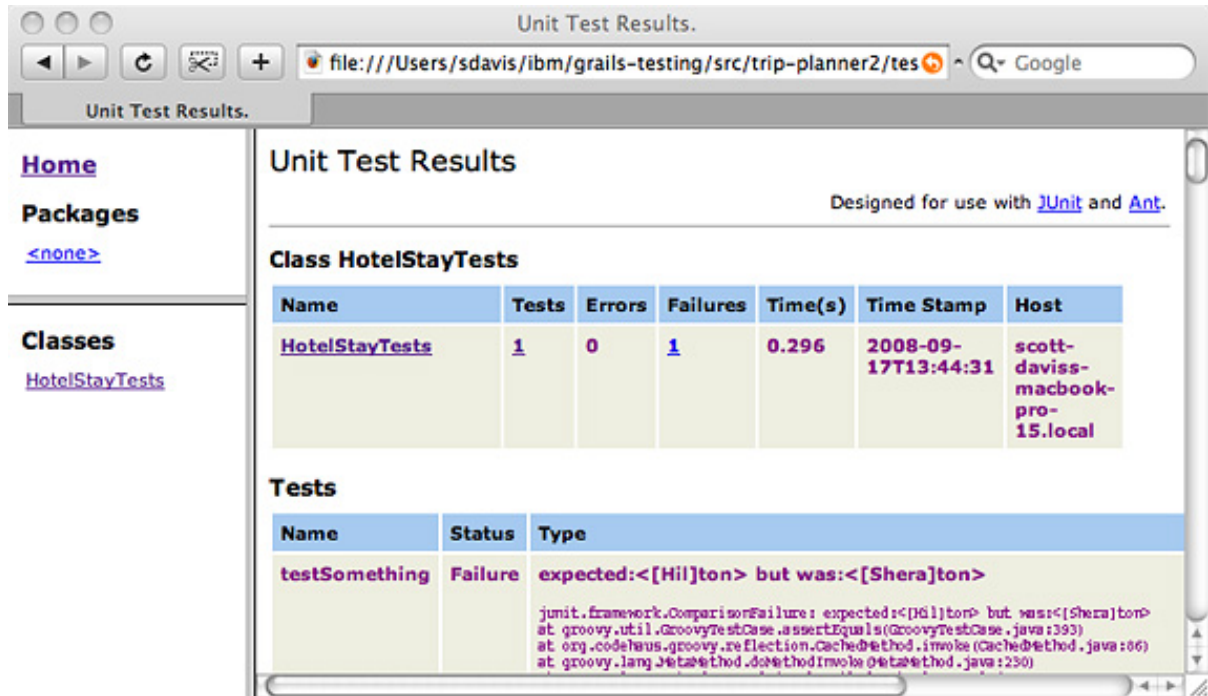 Unit Test Results.
file:///Users/sdavis/ibm/grails-testing/src/trip-planner2/tes
Google
Unit Test Results.
Home
Packages
<none>
Classes
HotelStayTests
Unit Test Results
Designed for use with JUnit and Ant.
Class HotelStayTests
Name Tests Errors Failures Time(s) Time Stamp Host
HotelStayTests 1 0 1 0.296 2008-09-17T13:44:31 scott-daviss-macbook-pro-15.local
Tests
Name Status Type
testSomething Failure expected:<[Hil]ton> but was:<[Shera]ton>
junit.framework.ComparisonFailure: expected:<[Hil]ton> but was:<[Shera]ton>
at groovy.util.GroovyTestCase.assertEquals(GroovyTestCase.java:393)
at org.codehaus.groovy.reflection.CachedMethod.invoke(CachedMethod.java:86)
at groovy.lang.MetaMethod.doMethodInvoke(MetaMethod.java:230)